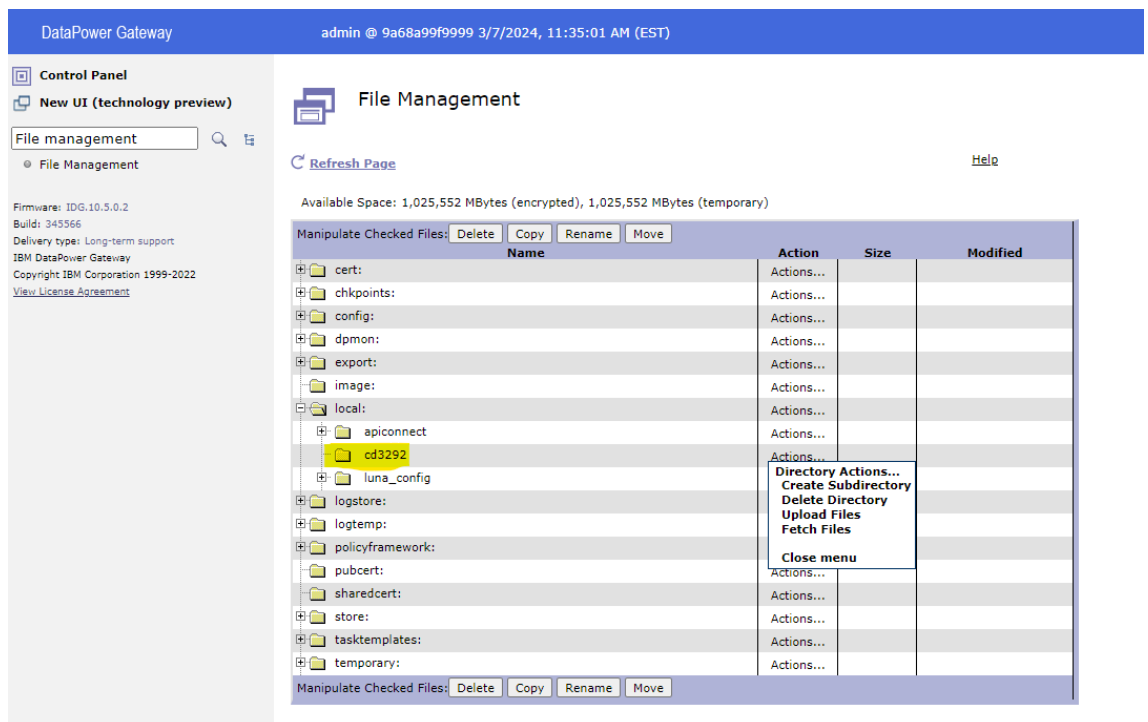 DataPower Gateway admin @ 9a68a99f9999 3/7/2024, 11:35:01 AM (EST)
Control Panel
New UI (technology preview)
File management
File Management
Firmware: IDG.10.5.0.2
Build: 345566
Delivery type: Long-term support
IBM DataPower Gateway
Copyright IBM Corporation 1999-2022
View License Agreement
File Management
Refresh Page Help
Available Space: 1,025,552 MBytes (encrypted), 1,025,552 MBytes (temporary)
Manipulate Checked Files: Delete Copy Rename Move
Name Action Size Modified
cert: Actions...
chkpoints: Actions...
config: Actions...
dpmon: Actions...
export: Actions...
image: Actions...
local: Actions...
apiconnect Actions...
cd3292 Actions...
luna_config
Directory Actions...
Create Subdirectory
Delete Directory
Upload Files
Fetch Files
Close menu
logstore:
logtemp:
policyframework:
pubcert: Actions...
sharedcert: Actions...
store: Actions...
tasktemplates: Actions...
temporary: Actions...
Manipulate Checked Files: Delete Copy Rename Move